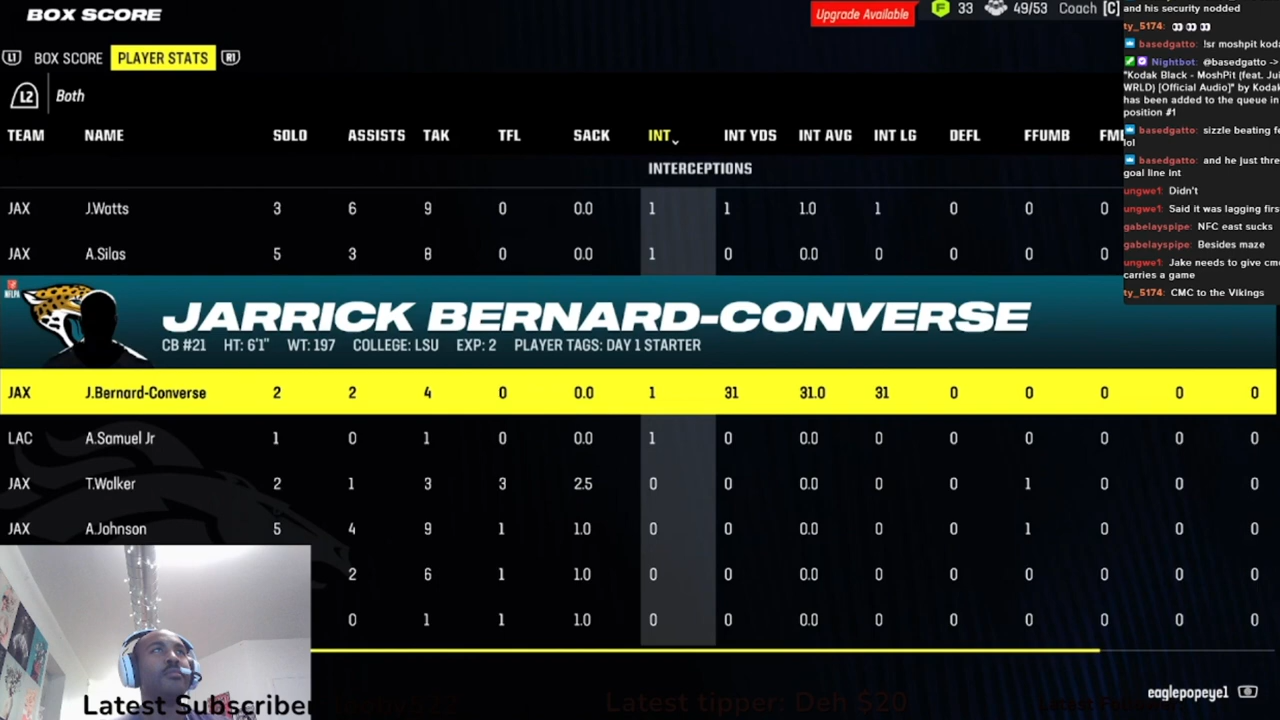 BOX SCORE
Upgrade Available
33
49/53
Coach [C]
L1 BOX SCORE PLAYER STATS R1
L2 Both
TEAM NAME SOLO ASSISTS TAK TFL SACK INT INT YDS INT AVG INT LG DEFL FFUMB
INTERCEPTIONS
JAX J.Watts 3 6 9 0 0.0 1 1 1.0 1 0 0 0
JAX A.Silas 5 3 8 0 0.0 1 0 0.0 0 0 0 0
NFLPA
JARRICK BERNARD-CONVERSE
CB #21 HT: 6'1" WT: 197 COLLEGE: LSU EXP: 2 PLAYER TAGS: DAY 1 STARTER
JAX J.Bernard-Converse 2 2 4 0 0.0 1 31 31.0 31 0 0 0 0 0
LAC A.Samuel Jr 1 0 1 0 0.0 1 0 0.0 0 0 0 0 0 0
JAX T.Walker 2 1 3 3 2.5 0 0 0.0 0 0 1 0 0 0
JAX A.Johnson 5 4 9 1 1.0 0 0 0.0 0 0 1 0 0 0
2 6 1 1.0 0 0 0.0 0 0 0 0 0 0
0 1 1 1.0 0 0 0.0 0 0 0 0 0 0
and his security nodded
ty_5174:
basedgatto: !sr moshpit
Nightbot: @basedgatto ->
"Kodak Black - MoshPit (feat.
WRLD) [Official Audio]" by Kodak
has been added to the queue in
position #1
basedgatto: sizzle beating
lol
basedgatto: and he just
goal line int
ungwe1: Didn't
ungwe1: Said it was lagging
gabelayspipe: NFC east sucks
gabelayspipe: Besides maze
ungwe1: Jake needs to give
carries a game
ty_5174: CMC to the Vikings
eaglepopeye1
Latest Subscriber
Latest tipper: Deh $20